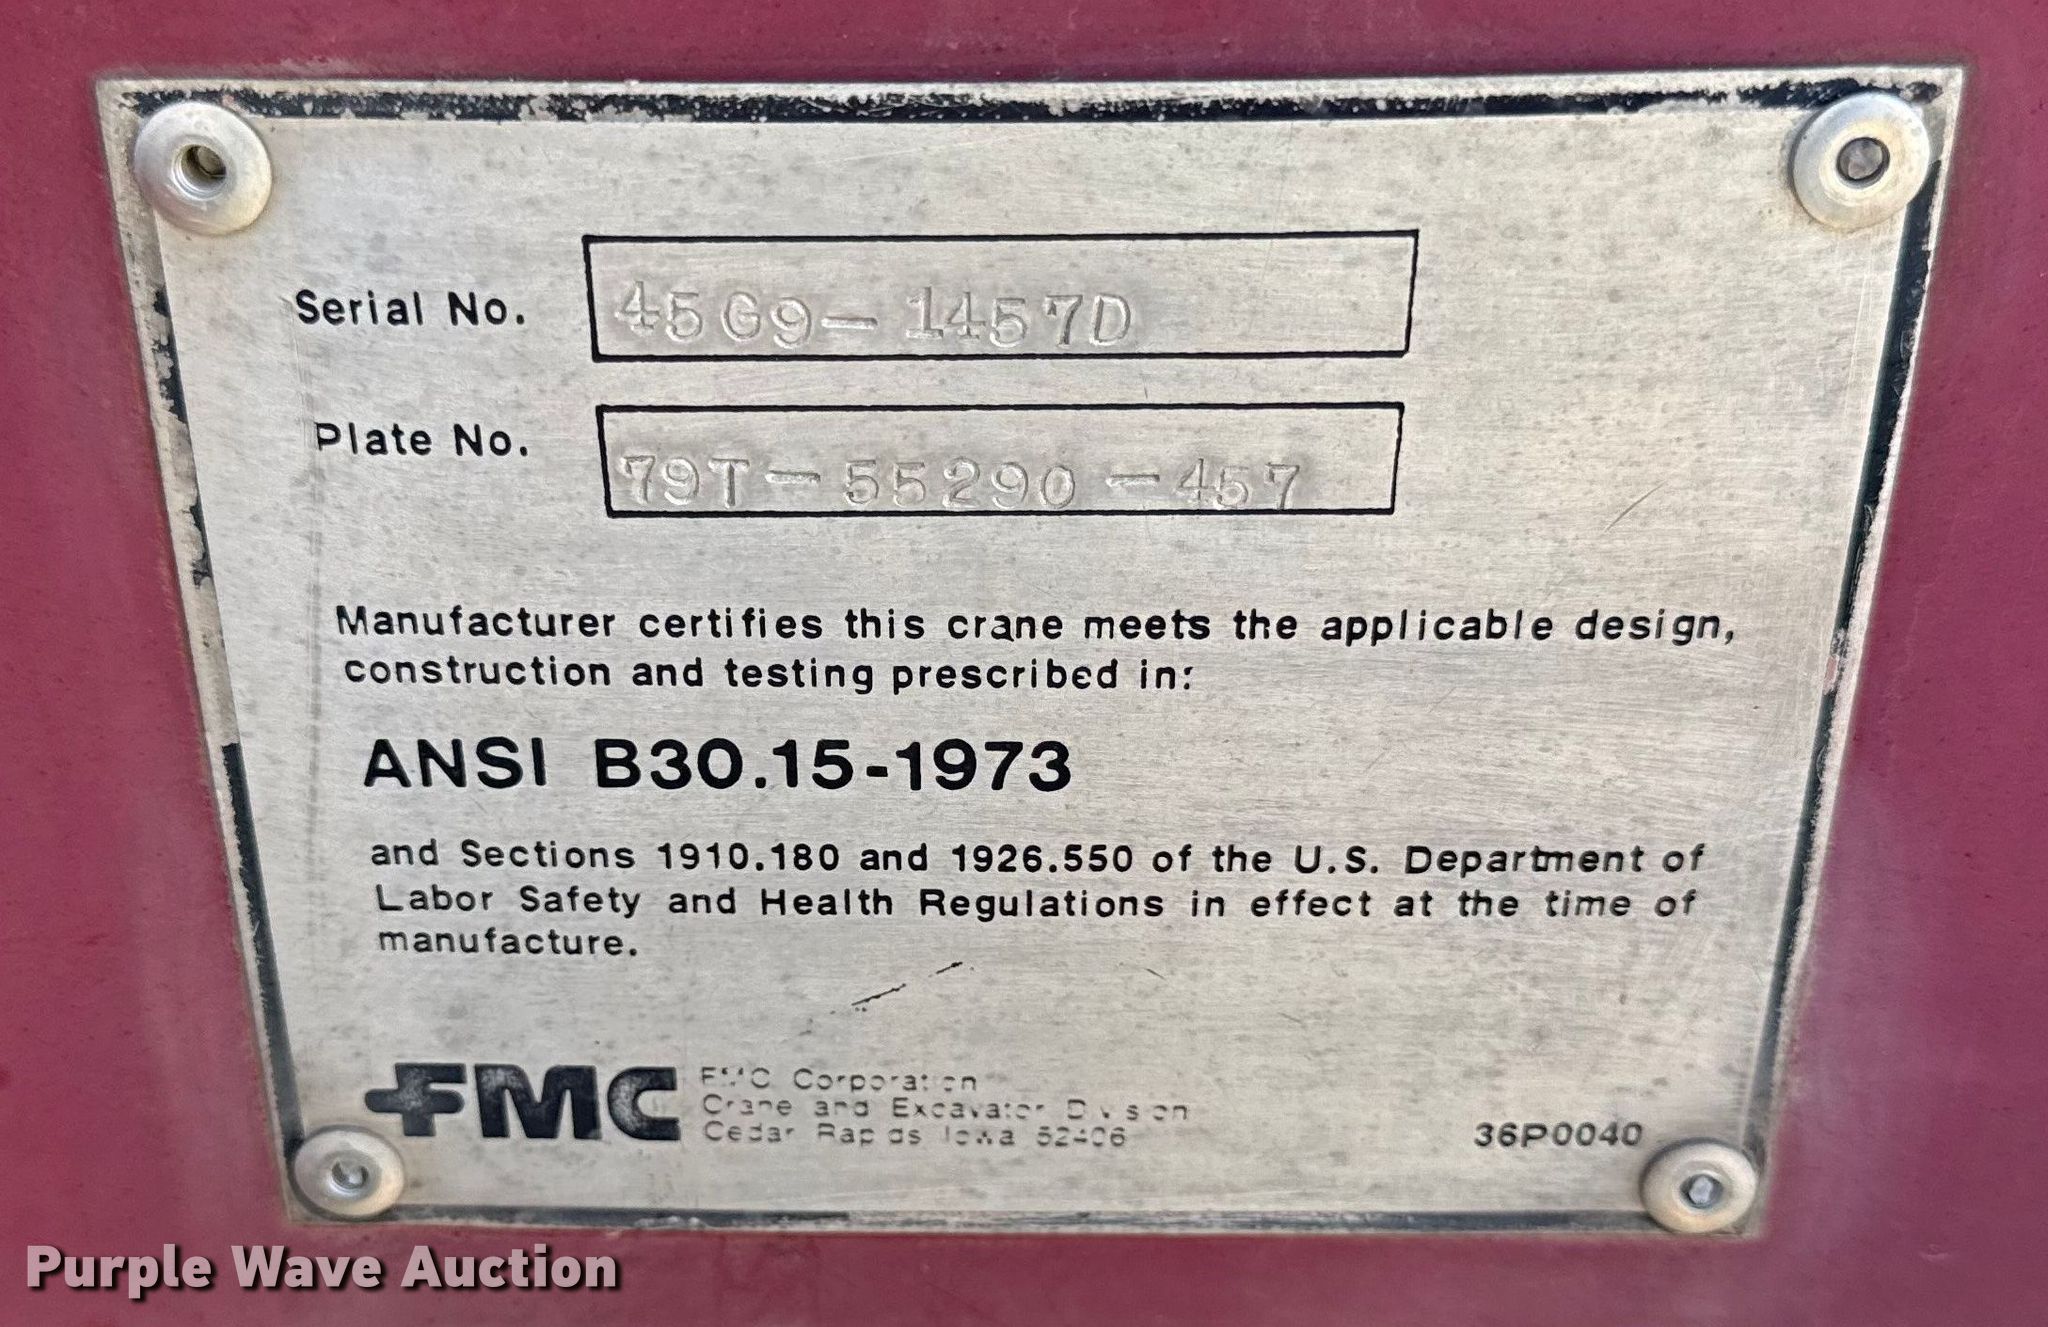 Serial No. 45G9-1457D
Plate No. 79T-55290-457
Manufacturer certifies this crane meets the applicable design,
construction and testing prescribed in:
ANSI B30.15-1973
and Sections 1910.180 and 1926.550 of the U.S. Department of
Labor Safety and Health Regulations in effect at the time of
manufacture.
FMC FMC Corporation
Crane and Excavator Division
Cedar Rapids Iowa 52406
36P0040
Purple Wave Auction